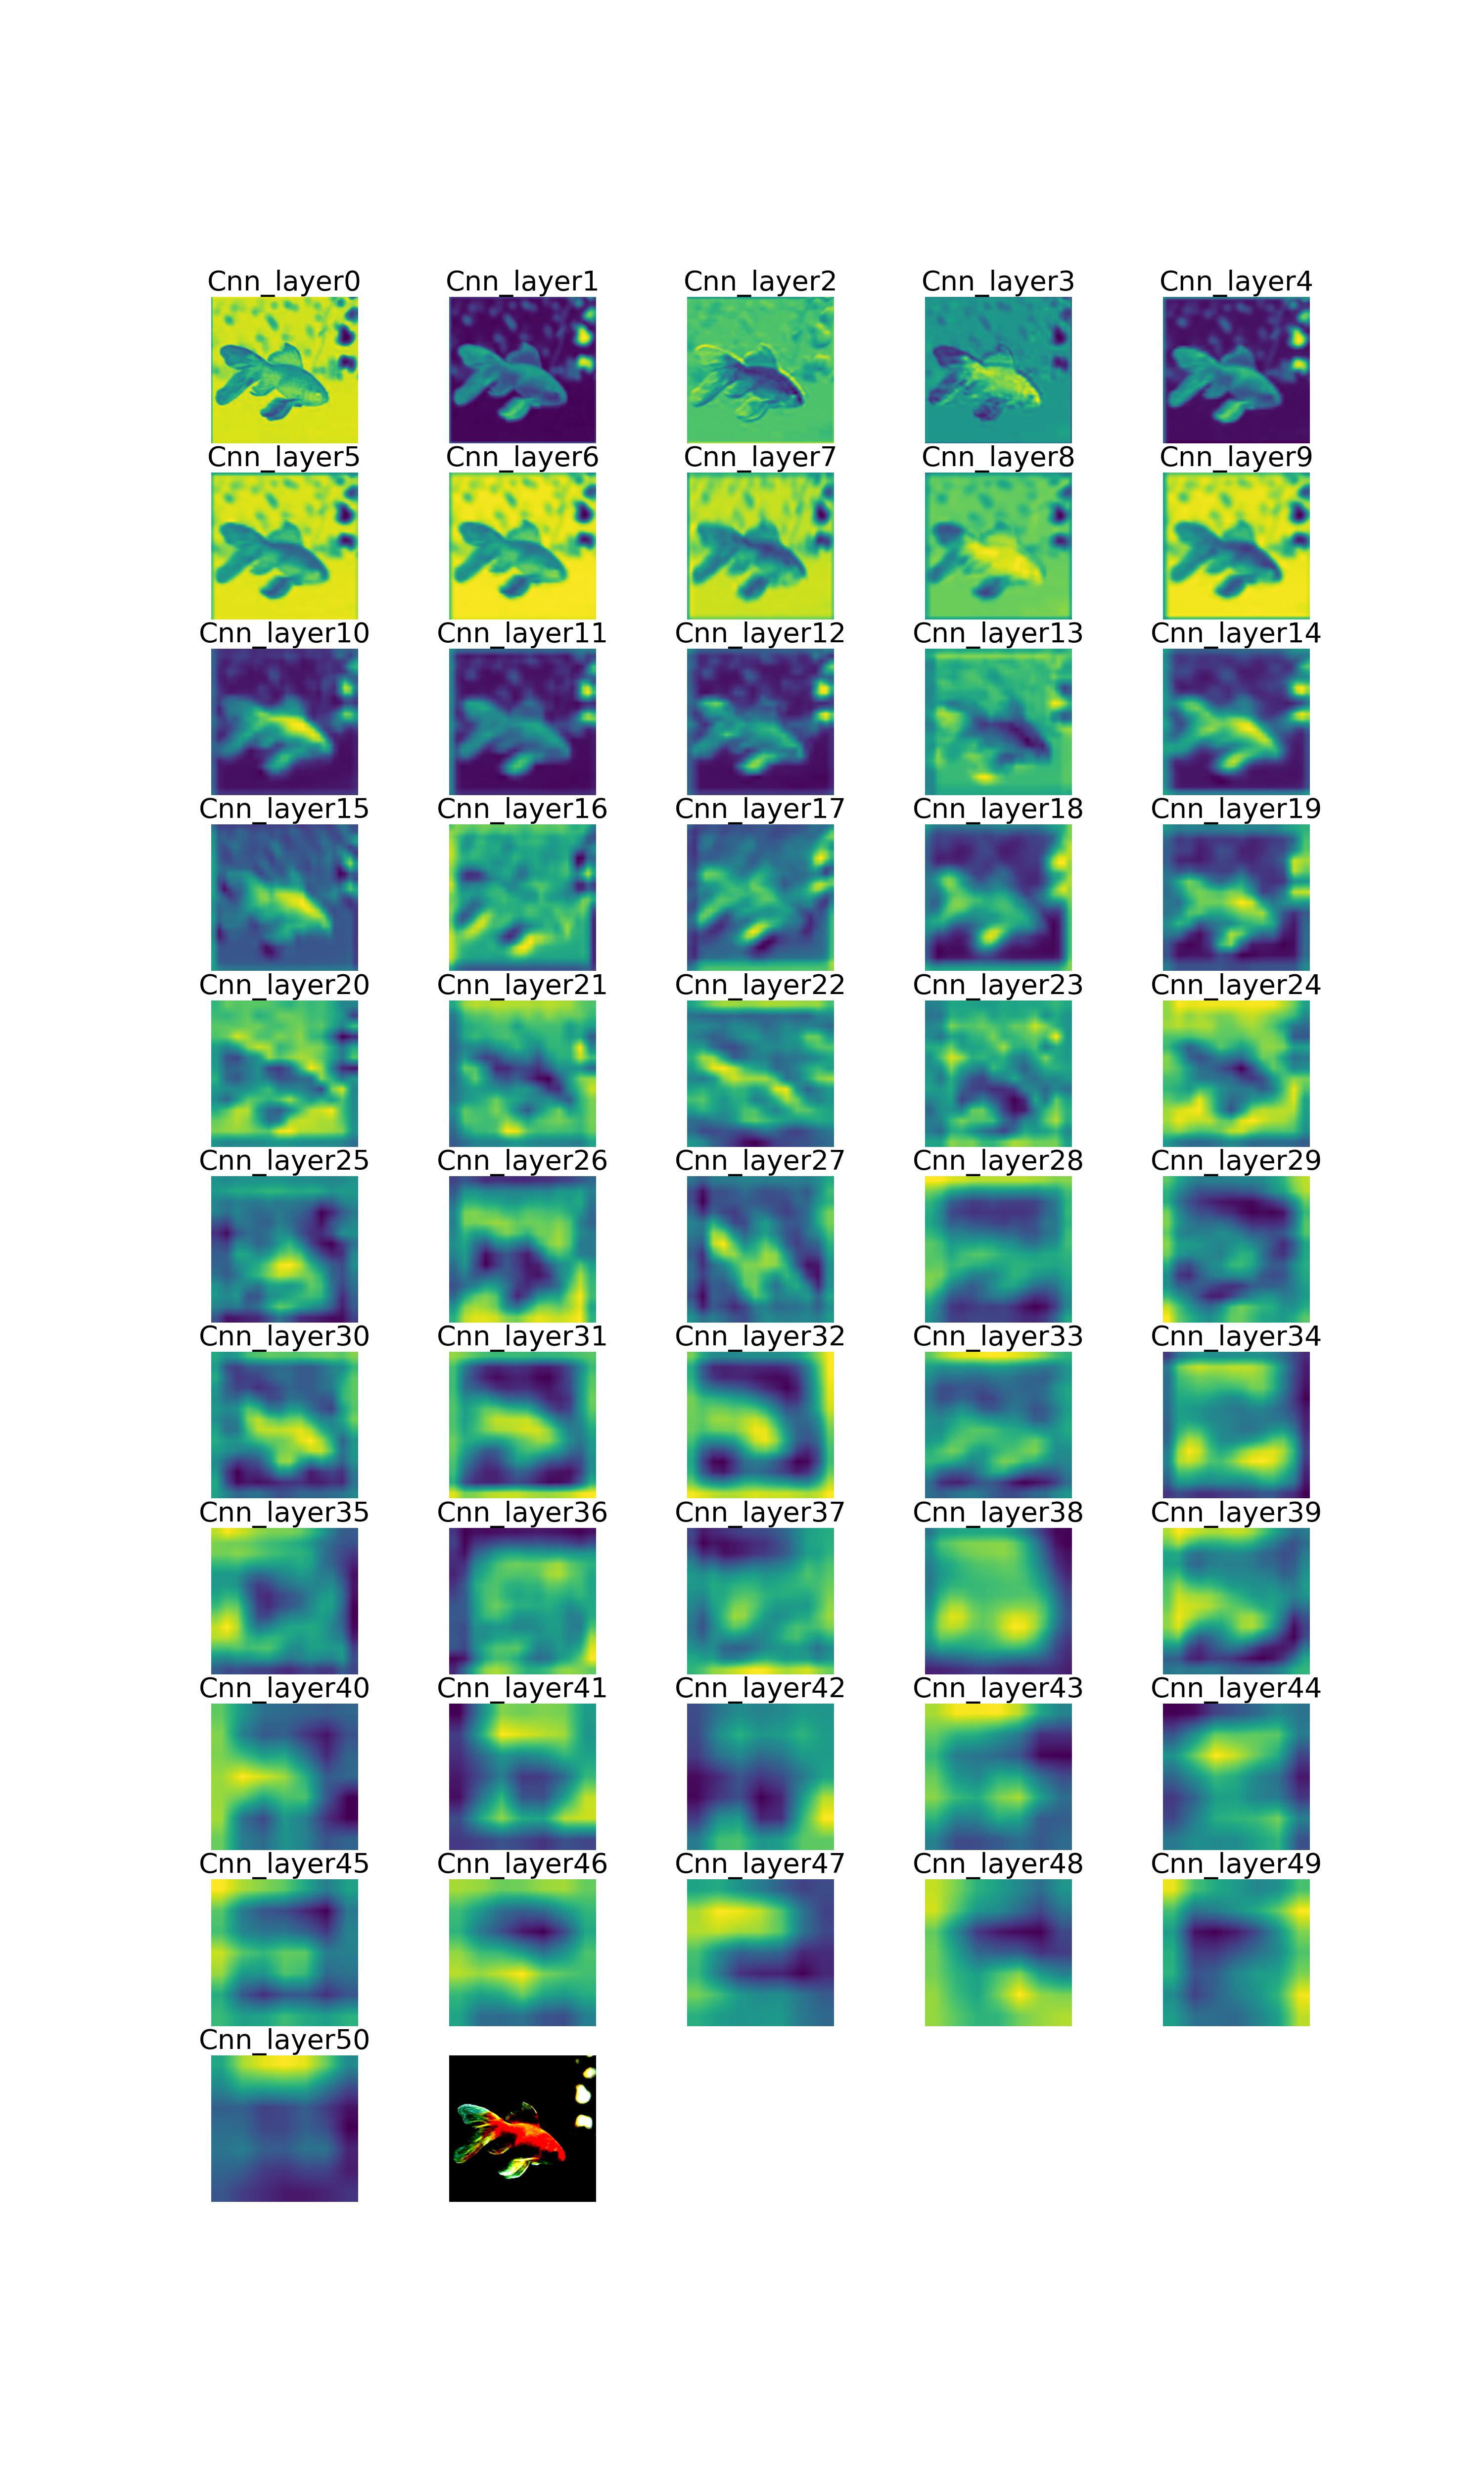 Cnn_layer0 Cnn_layer1 Cnn_layer2 Cnn_layer3 Cnn_layer4
Cnn_layer5 Cnn_layer6 Cnn_layer7 Cnn_layer8 Cnn_layer9
Cnn_layer10 Cnn_layer11 Cnn_layer12 Cnn_layer13 Cnn_layer14
Cnn_layer15 Cnn_layer16 Cnn_layer17 Cnn_layer18 Cnn_layer19
Cnn_layer20 Cnn_layer21 Cnn_layer22 Cnn_layer23 Cnn_layer24
Cnn_layer25 Cnn_layer26 Cnn_layer27 Cnn_layer28 Cnn_layer29
Cnn_layer30 Cnn_layer31 Cnn_layer32 Cnn_layer33 Cnn_layer34
Cnn_layer35 Cnn_layer36 Cnn_layer37 Cnn_layer38 Cnn_layer39
Cnn_layer40 Cnn_layer41 Cnn_layer42 Cnn_layer43 Cnn_layer44
Cnn_layer45 Cnn_layer46 Cnn_layer47 Cnn_layer48 Cnn_layer49
Cnn_layer50